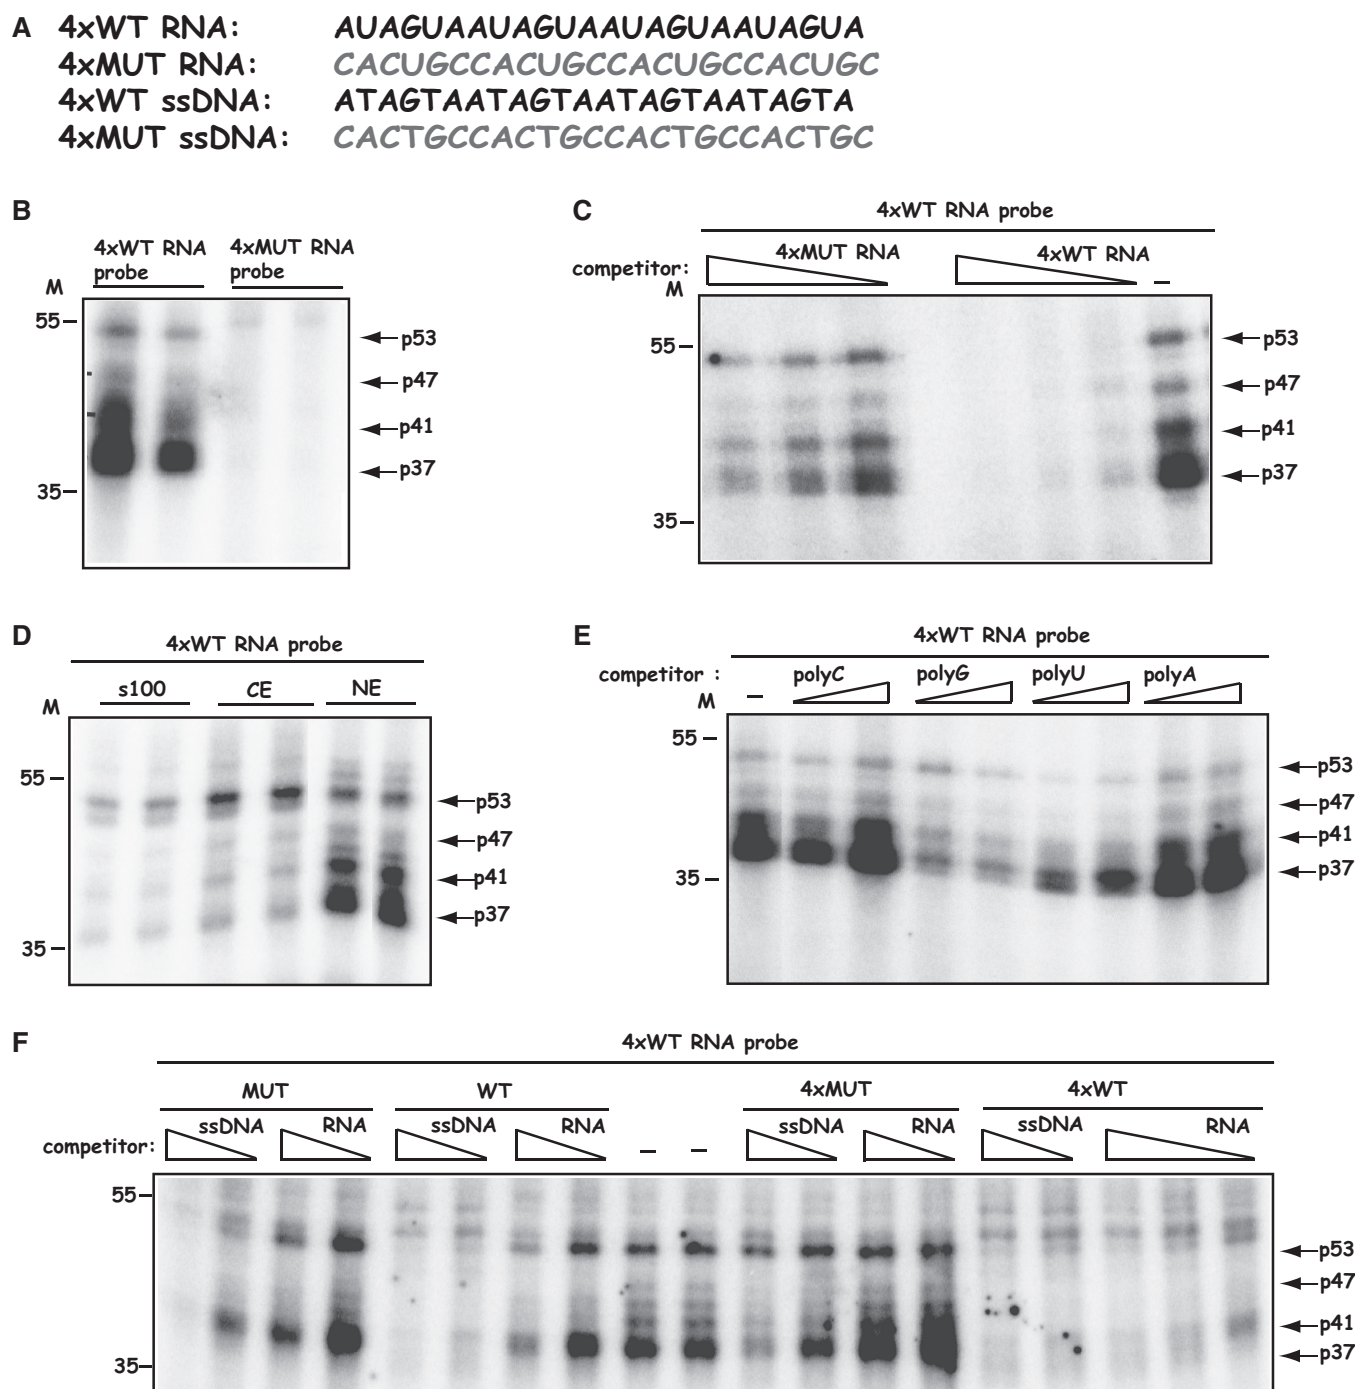 A 4xWT RNA: AUAGUAAUAGUAAUAGUAAUAGUA
4xMUT RNA: CACUGCCACUGCCACUGCCACUGC
4xWT ssDNA: ATAGTAATAGTAATAGTAATAGTA
4xMUT ssDNA: CACTGCCACTGCCACTGCCACTGC
B
4xWT RNA probe
4xMUT RNA probe
M
55
35
p53
p47
p41
p37
C
4xWT RNA probe
competitor: 4xMUT RNA 4xWT RNA –
M
55
35
p53
p47
p41
p37
D
4xWT RNA probe
s100 CE NE
M
55
35
p53
p47
p41
p37
E
4xWT RNA probe
competitor : – polyC polyG polyU polyA
M
55
35
p53
p47
p41
p37
F
4xWT RNA probe
MUT WT 4xMUT 4xWT
competitor: ssDNA RNA ssDNA RNA – – ssDNA RNA ssDNA RNA
55
35
p53
p47
p41
p37